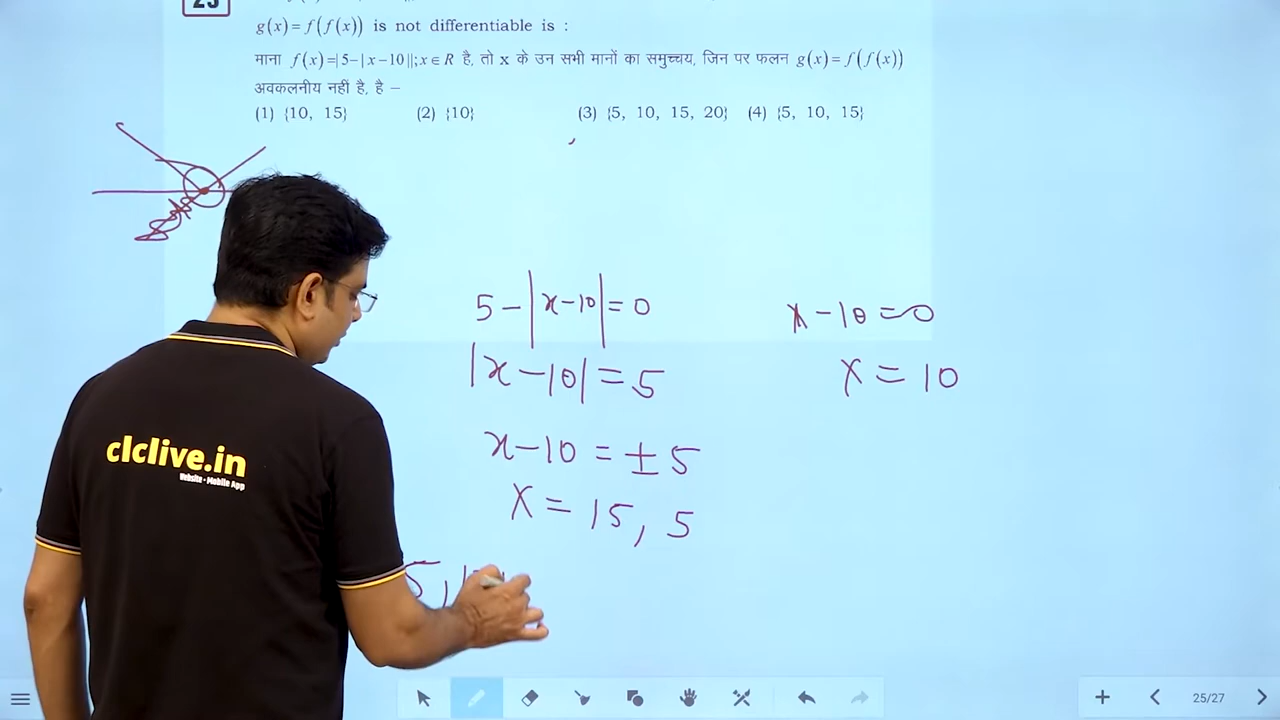 23
g(x)=f(f(x)) is not differentiable is :
माना f(x)=|5–|x–10||;x∈R है, तो x के उन सभी मानों का समुच्चय, जिन पर फलन g(x)=f(f(x))
अवकलनीय नहीं है, है –
(1) {10, 15} (2) {10} (3) {5, 10, 15, 20} (4) {5, 10, 15}
5-|x-10|=0
x-10=0
|x-10|=5
x=10
x-10=±5
x=15,5
5,
clclive.in
Website • Mobile App
25/27